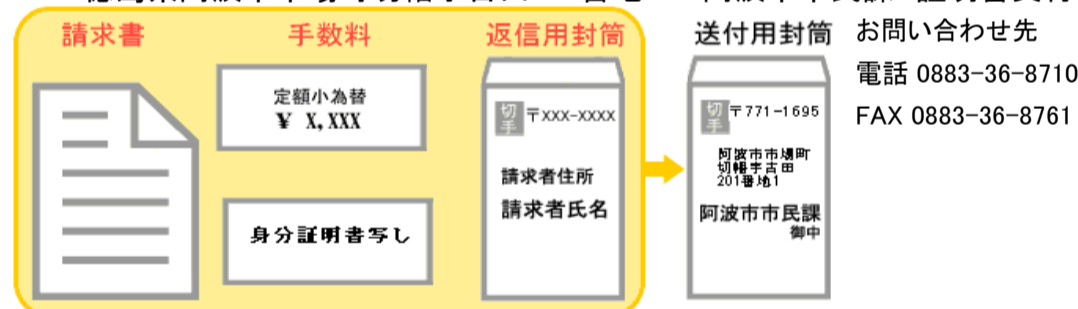 請求書
手数料
返信用封筒
送付用封筒
お問い合わせ先
電話 0883-36-8710
FAX 0883-36-8761
定額小為替
¥ X,XXX
身分証明書写し
切手
〒xxx-xxxx
請求者住所
請求者氏名
切手
〒771-1695
阿波市市場町
切幡字古田
201番地1
阿波市市民課
御中